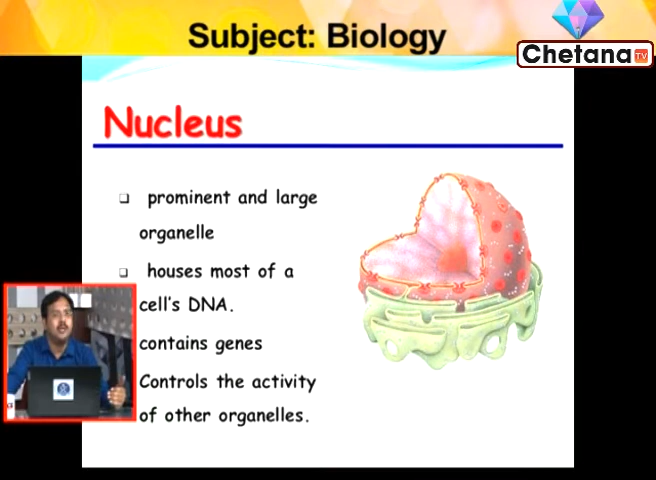 Subject: Biology
Chetana TV
Nucleus
prominent and large
organelle
houses most of a
cell's DNA.
contains genes
Controls the activity
of other organelles.